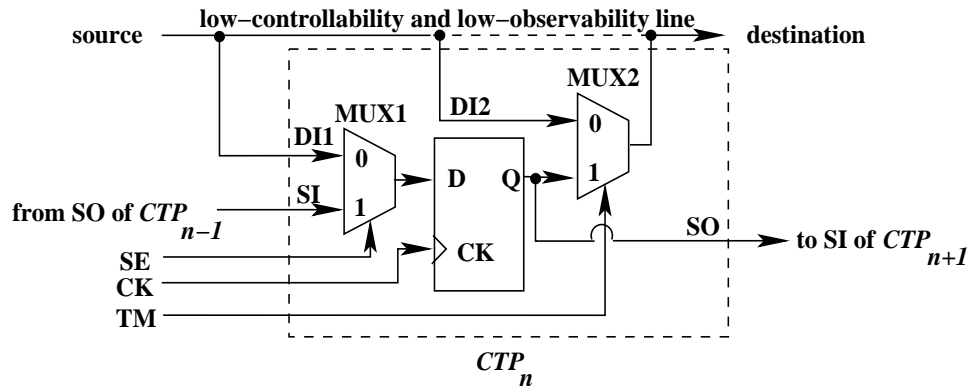 low−controllability and low−observability line
source
destination
MUX2
MUX1
DI2
0
DI1
0
D
Q
1
SI
1
from SO of CTP n−1
SO
to SI of CTP n+1
CK
SE
CK
TM
CTP n